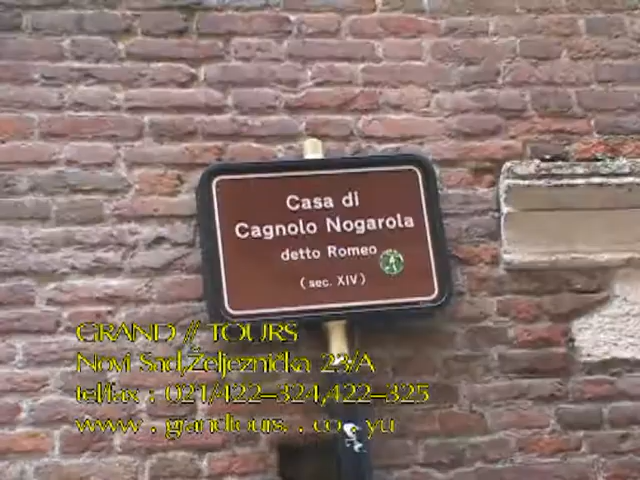 Casa di
Cagnolo Nogarola
detto Romeo
(sec. XIV)
GRAND // TOURS
Novi Sad,Željeznička 23/A
tel/fax : 021/422-324,422-325
www . grandtours . co . yu